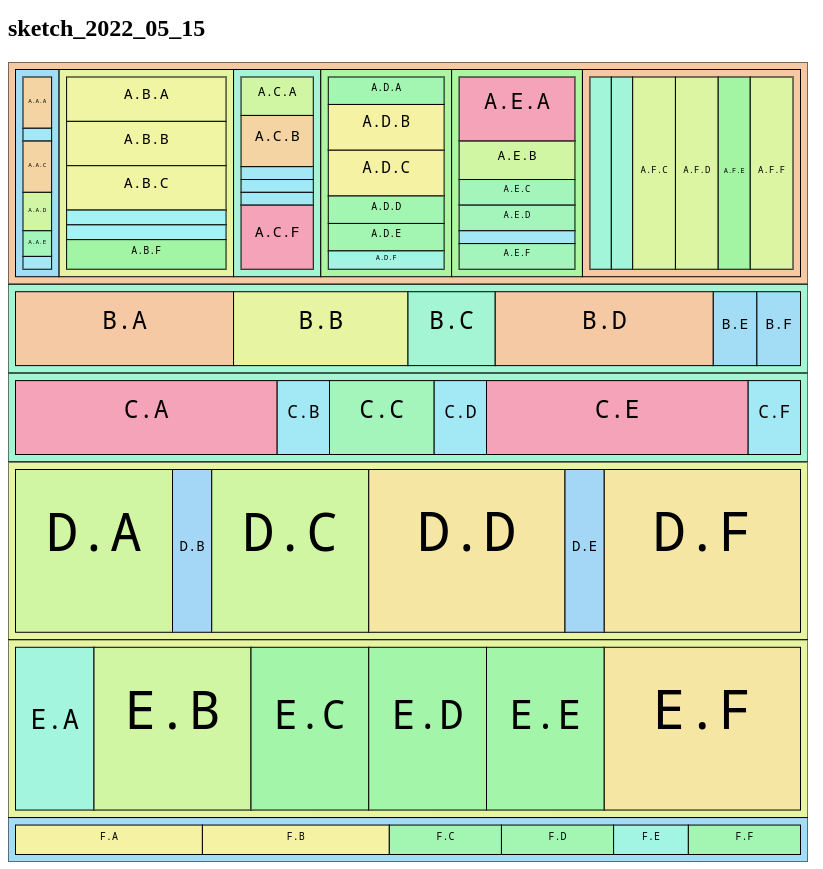 sketch_2022_05_15
A.A.A
A.A.C
A.A.D
A.A.E
A.B.A
A.B.B
A.B.C
A.B.F
A.C.A
A.C.B
A.C.F
A.D.A
A.D.B
A.D.C
A.D.D
A.D.E
A.D.F
A.E.A
A.E.B
A.E.C
A.E.D
A.E.F
A.F.C A.F.D A.F.E A.F.F
B.A B.B B.C B.D B.E B.F
C.A C.B C.C C.D C.E C.F
D.A D.B D.C D.D D.E D.F
E.A E.B E.C E.D E.E E.F
F.A F.B F.C F.D F.E F.F